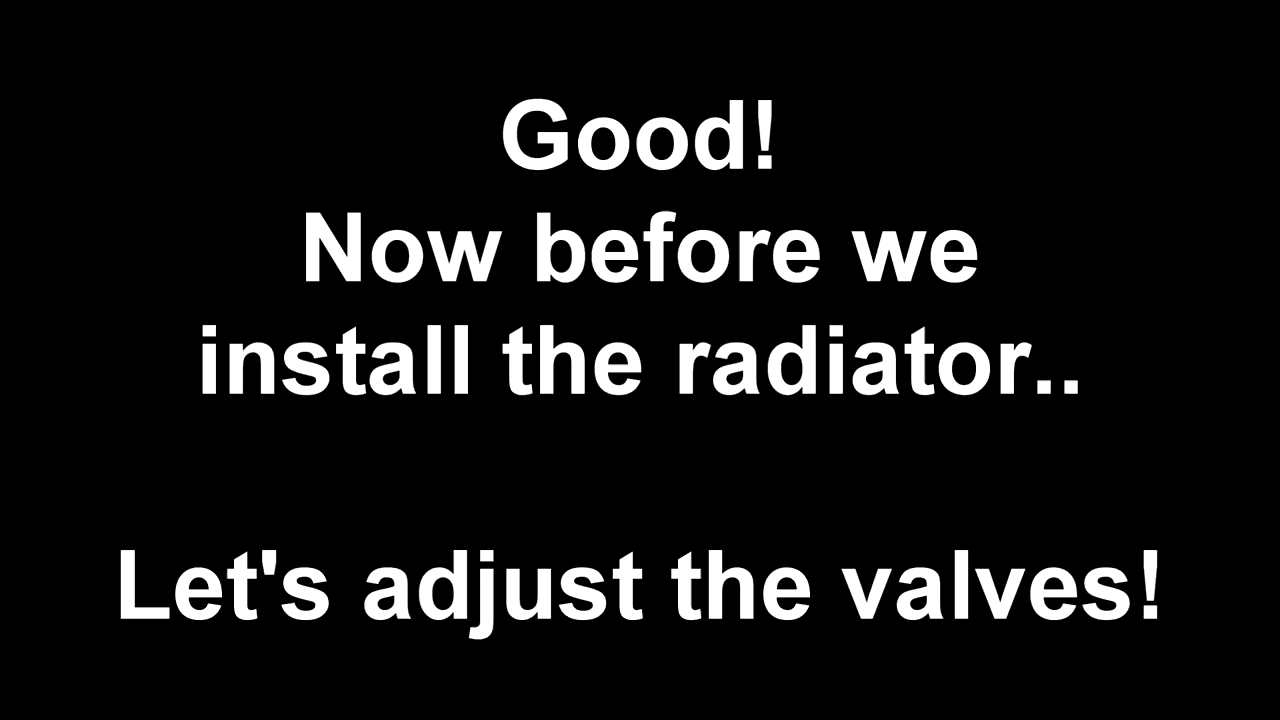 Good!
Now before we
install the radiator..
Let's adjust the valves!